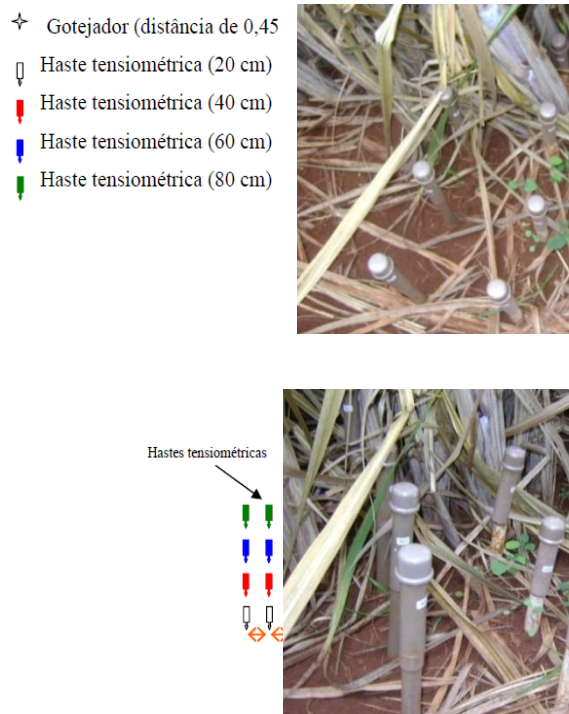 Gotejador (distância de 0,45
Haste tensiométrica (20 cm)
Haste tensiométrica (40 cm)
Haste tensiométrica (60 cm)
Haste tensiométrica (80 cm)
Hastes tensiométricas